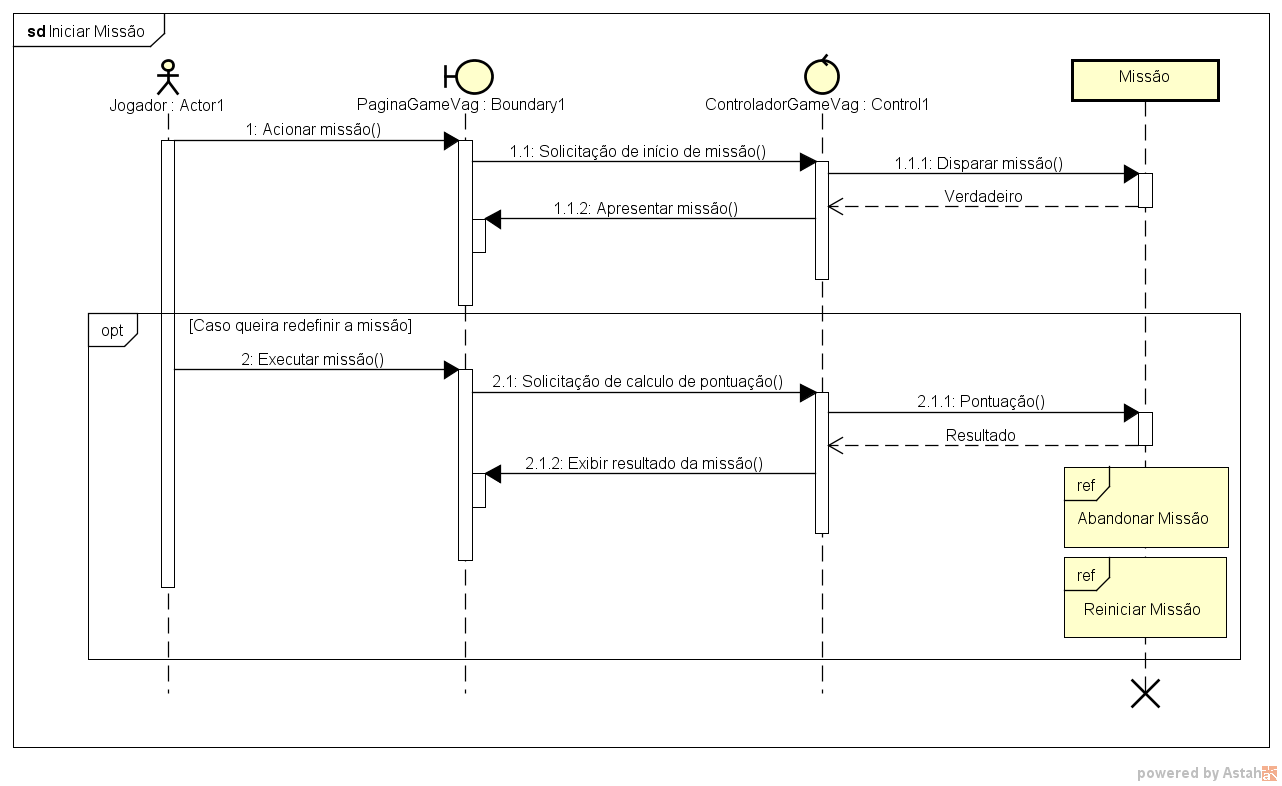 sd Iniciar Missão
Jogador : Actor1
PaginaGameVag : Boundary1
ControladorGameVag : Control1
Missão
1: Acionar missão()
1.1: Solicitação de início de missão()
1.1.1: Disparar missão()
Verdadeiro
1.1.2: Apresentar missão()
opt
[Caso queira redefinir a missão]
2: Executar missão()
2.1: Solicitação de calculo de pontuação()
2.1.1: Pontuação()
Resultado
2.1.2: Exibir resultado da missão()
ref
Abandonar Missão
ref
Reiniciar Missão
powered by Astah